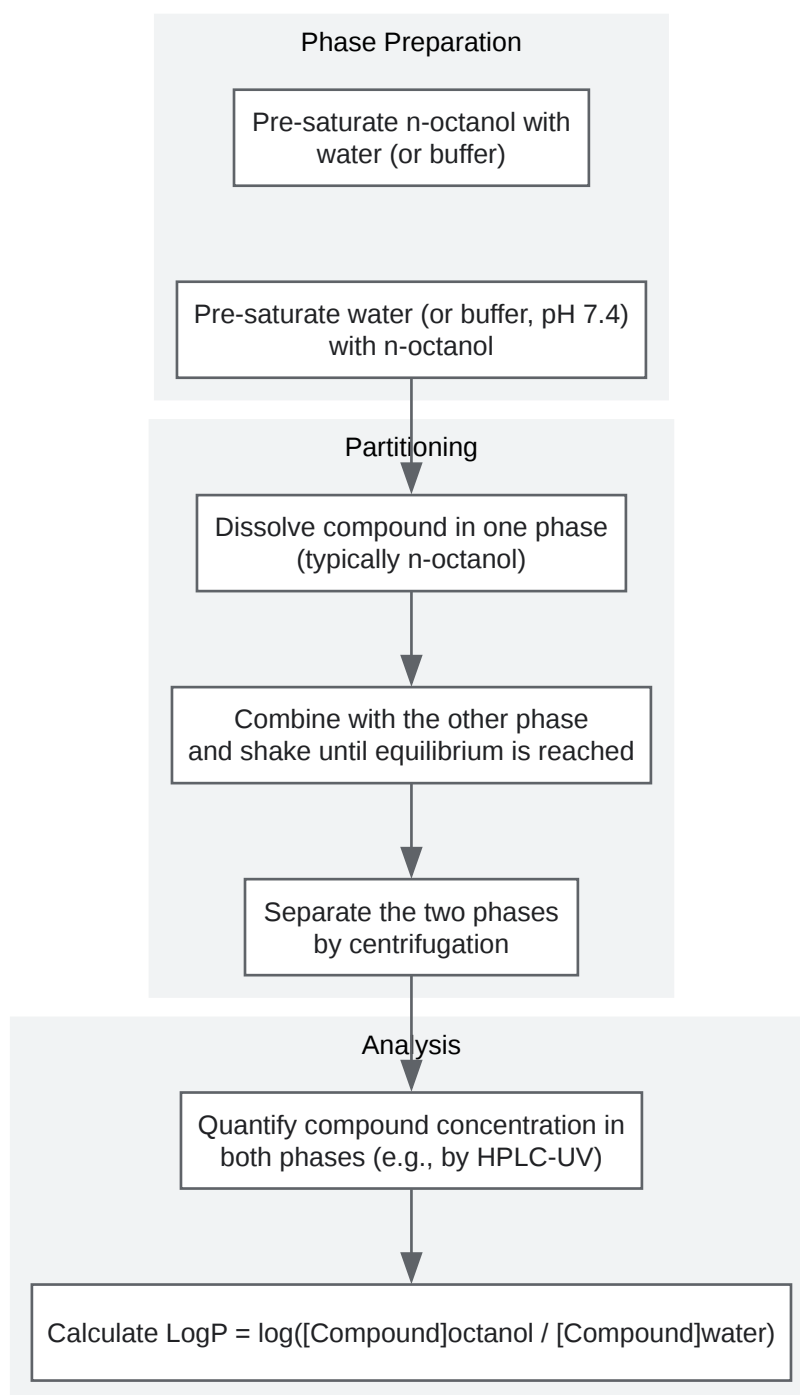 Phase Preparation
Pre-saturate n-octanol with
water (or buffer)
Pre-saturate water (or buffer, pH 7.4)
with n-octanol
Partitioning
Dissolve compound in one phase
(typically n-octanol)
Combine with the other phase
and shake until equilibrium is reached
Separate the two phases
by centrifugation
Analysis
Quantify compound concentration in
both phases (e.g., by HPLC-UV)
Calculate LogP = log([Compound]octanol / [Compound]water)